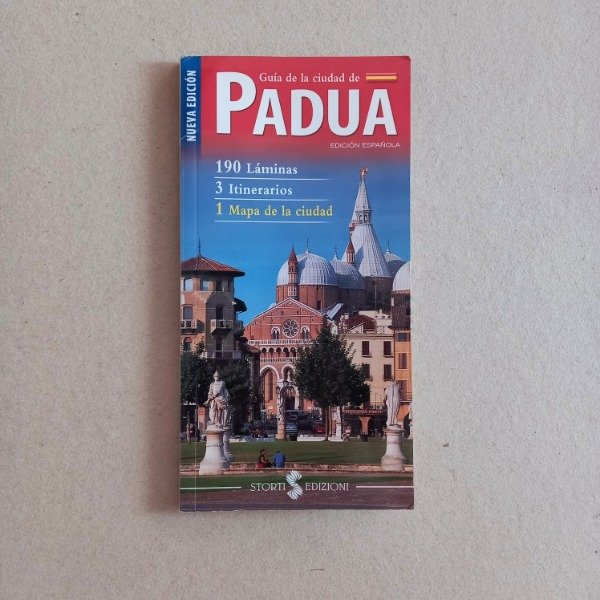 NUEVA EDICIÓN
Guía de la ciudad de
PADUA
EDICIÓN ESPAÑOLA
190 Láminas
3 Itinerarios
1 Mapa de la ciudad
STORTI EDIZIONI